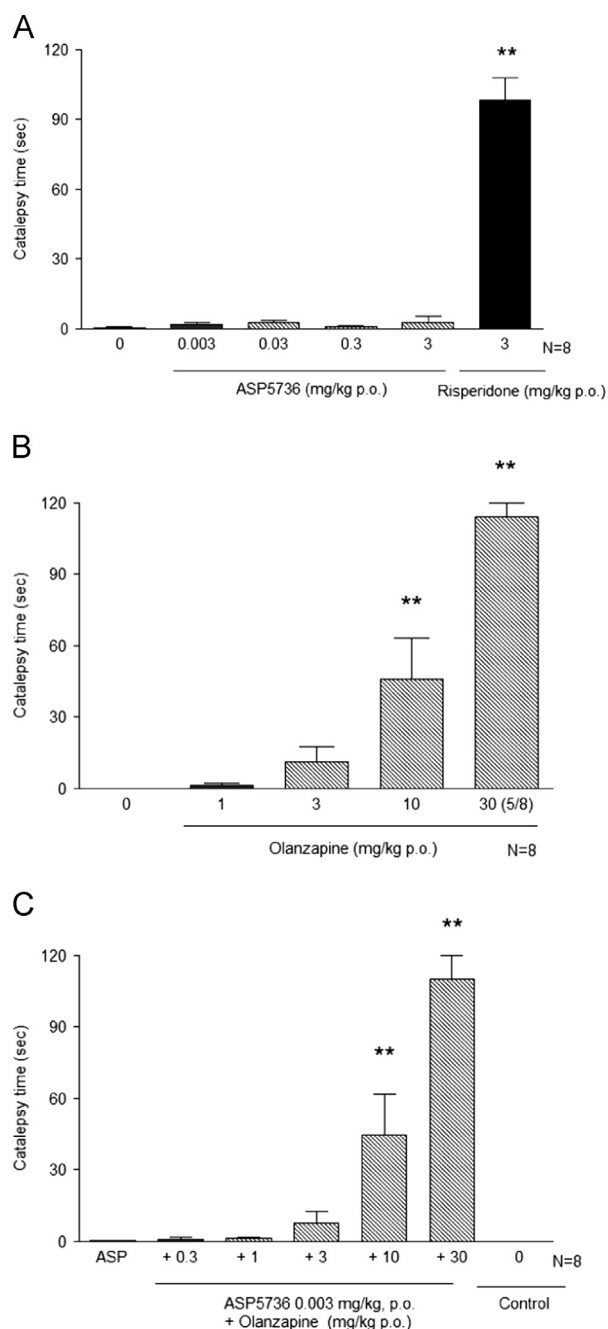 A
Catalepsy time (sec)
120
**
90
60
30
0
0 0.003 0.03 0.3 3 3 N=8
ASP5736 (mg/kg p.o.) Risperidone (mg/kg p.o.)
B
Catalepsy time (sec)
**
120
90
**
60
30
0
0 1 3 10 30 (5/8)
Olanzapine (mg/kg p.o.) N=8
C
Catalepsy time (sec)
**
120
90
**
60
30
0
ASP + 0.3 + 1 + 3 + 10 + 30 0 N=8
ASP5736 0.003 mg/kg, p.o. Control
+ Olanzapine (mg/kg p.o.)